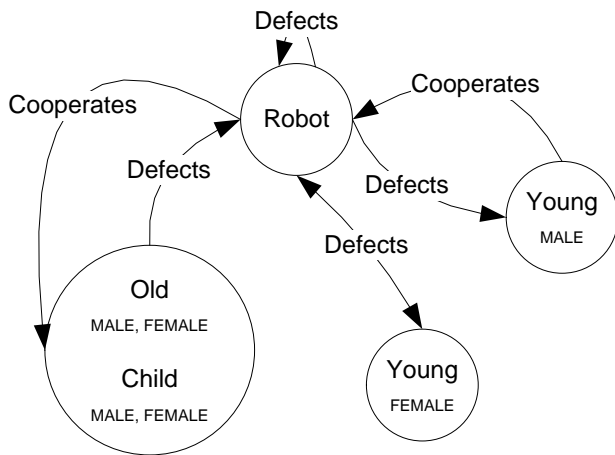 Defects
Cooperates
Robot
Cooperates
Defects
Defects
Young
MALE
Defects
Old
MALE, FEMALE
Child
MALE, FEMALE
Young
FEMALE